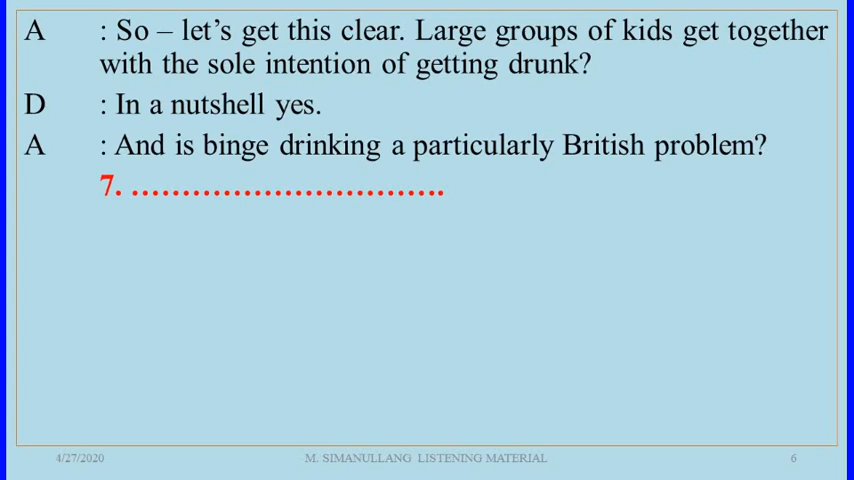 A : So – let’s get this clear. Large groups of kids get together
with the sole intention of getting drunk?
D : In a nutshell yes.
A : And is binge drinking a particularly British problem?
7. …………………………….
4/27/2020 M. SIMANULLANG LISTENING MATERIAL 6